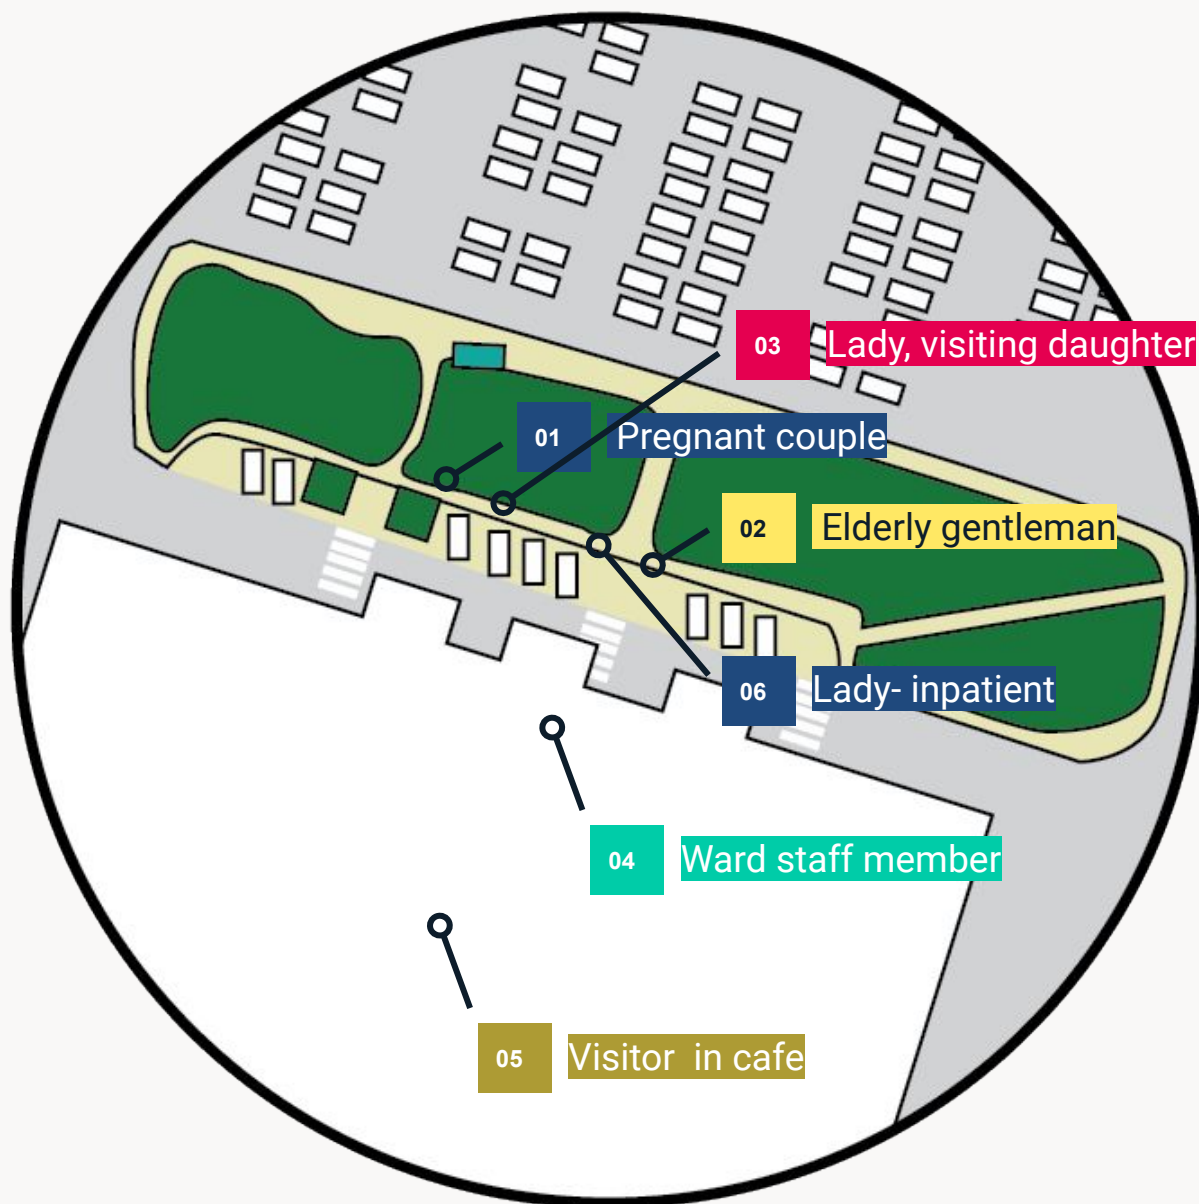 03 Lady, visiting daughter
01 Pregnant couple
02 Elderly gentleman
06 Lady- inpatient
04 Ward staff member
05 Visitor  in cafe